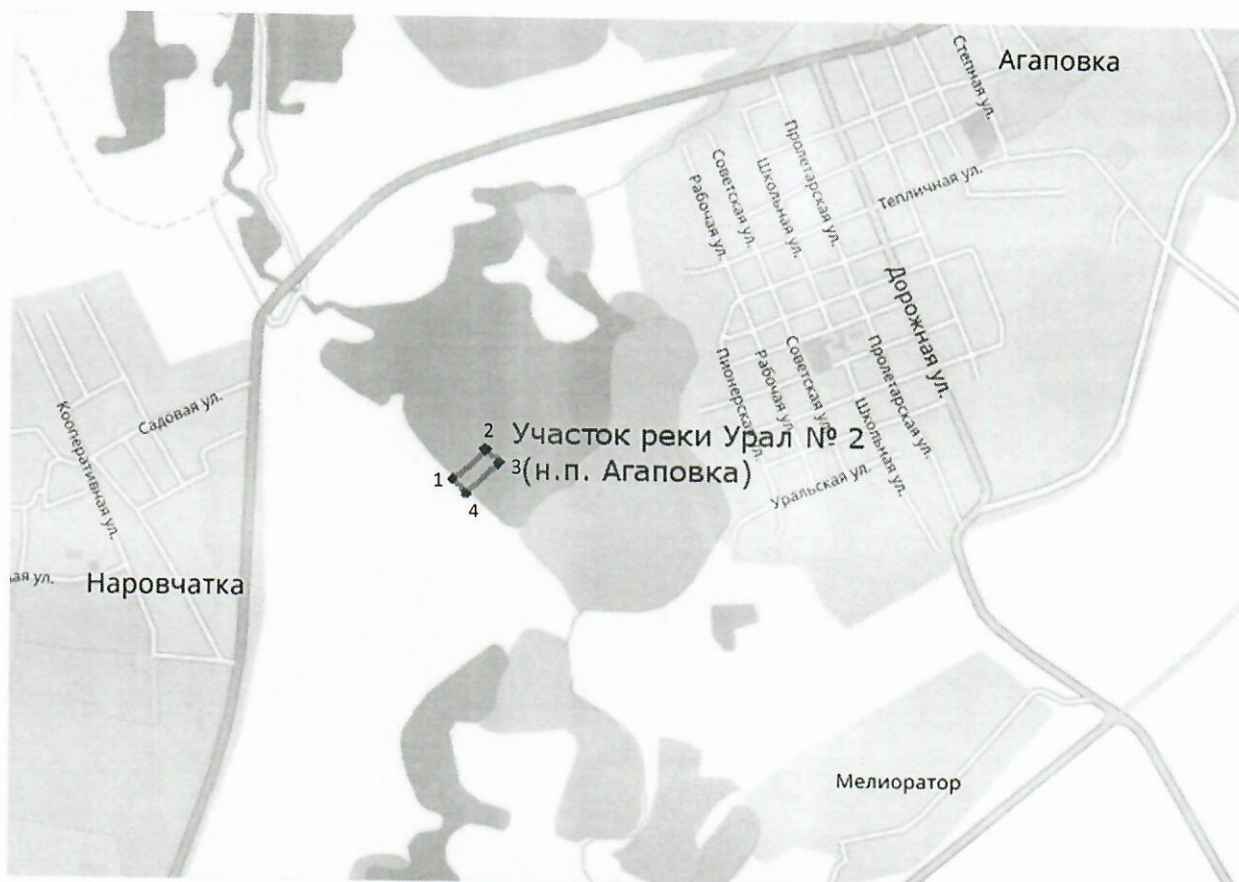 Агаповка
Степная ул.
Пролетарская ул.
Школьная ул.
Советская ул.
Рабочая ул.
Тепличная ул.
Дорожная ул.
Пионерская ул.
Рабочая ул.
Советская ул.
Школьная ул.
Пролетарская ул.
Садовая ул.
Кооперативная ул.
2 Участок реки Урал № 2
3 (н.п. Агаповка)
1
4
Уральская ул.
ая ул.
Наровчатка
Мелиоратор